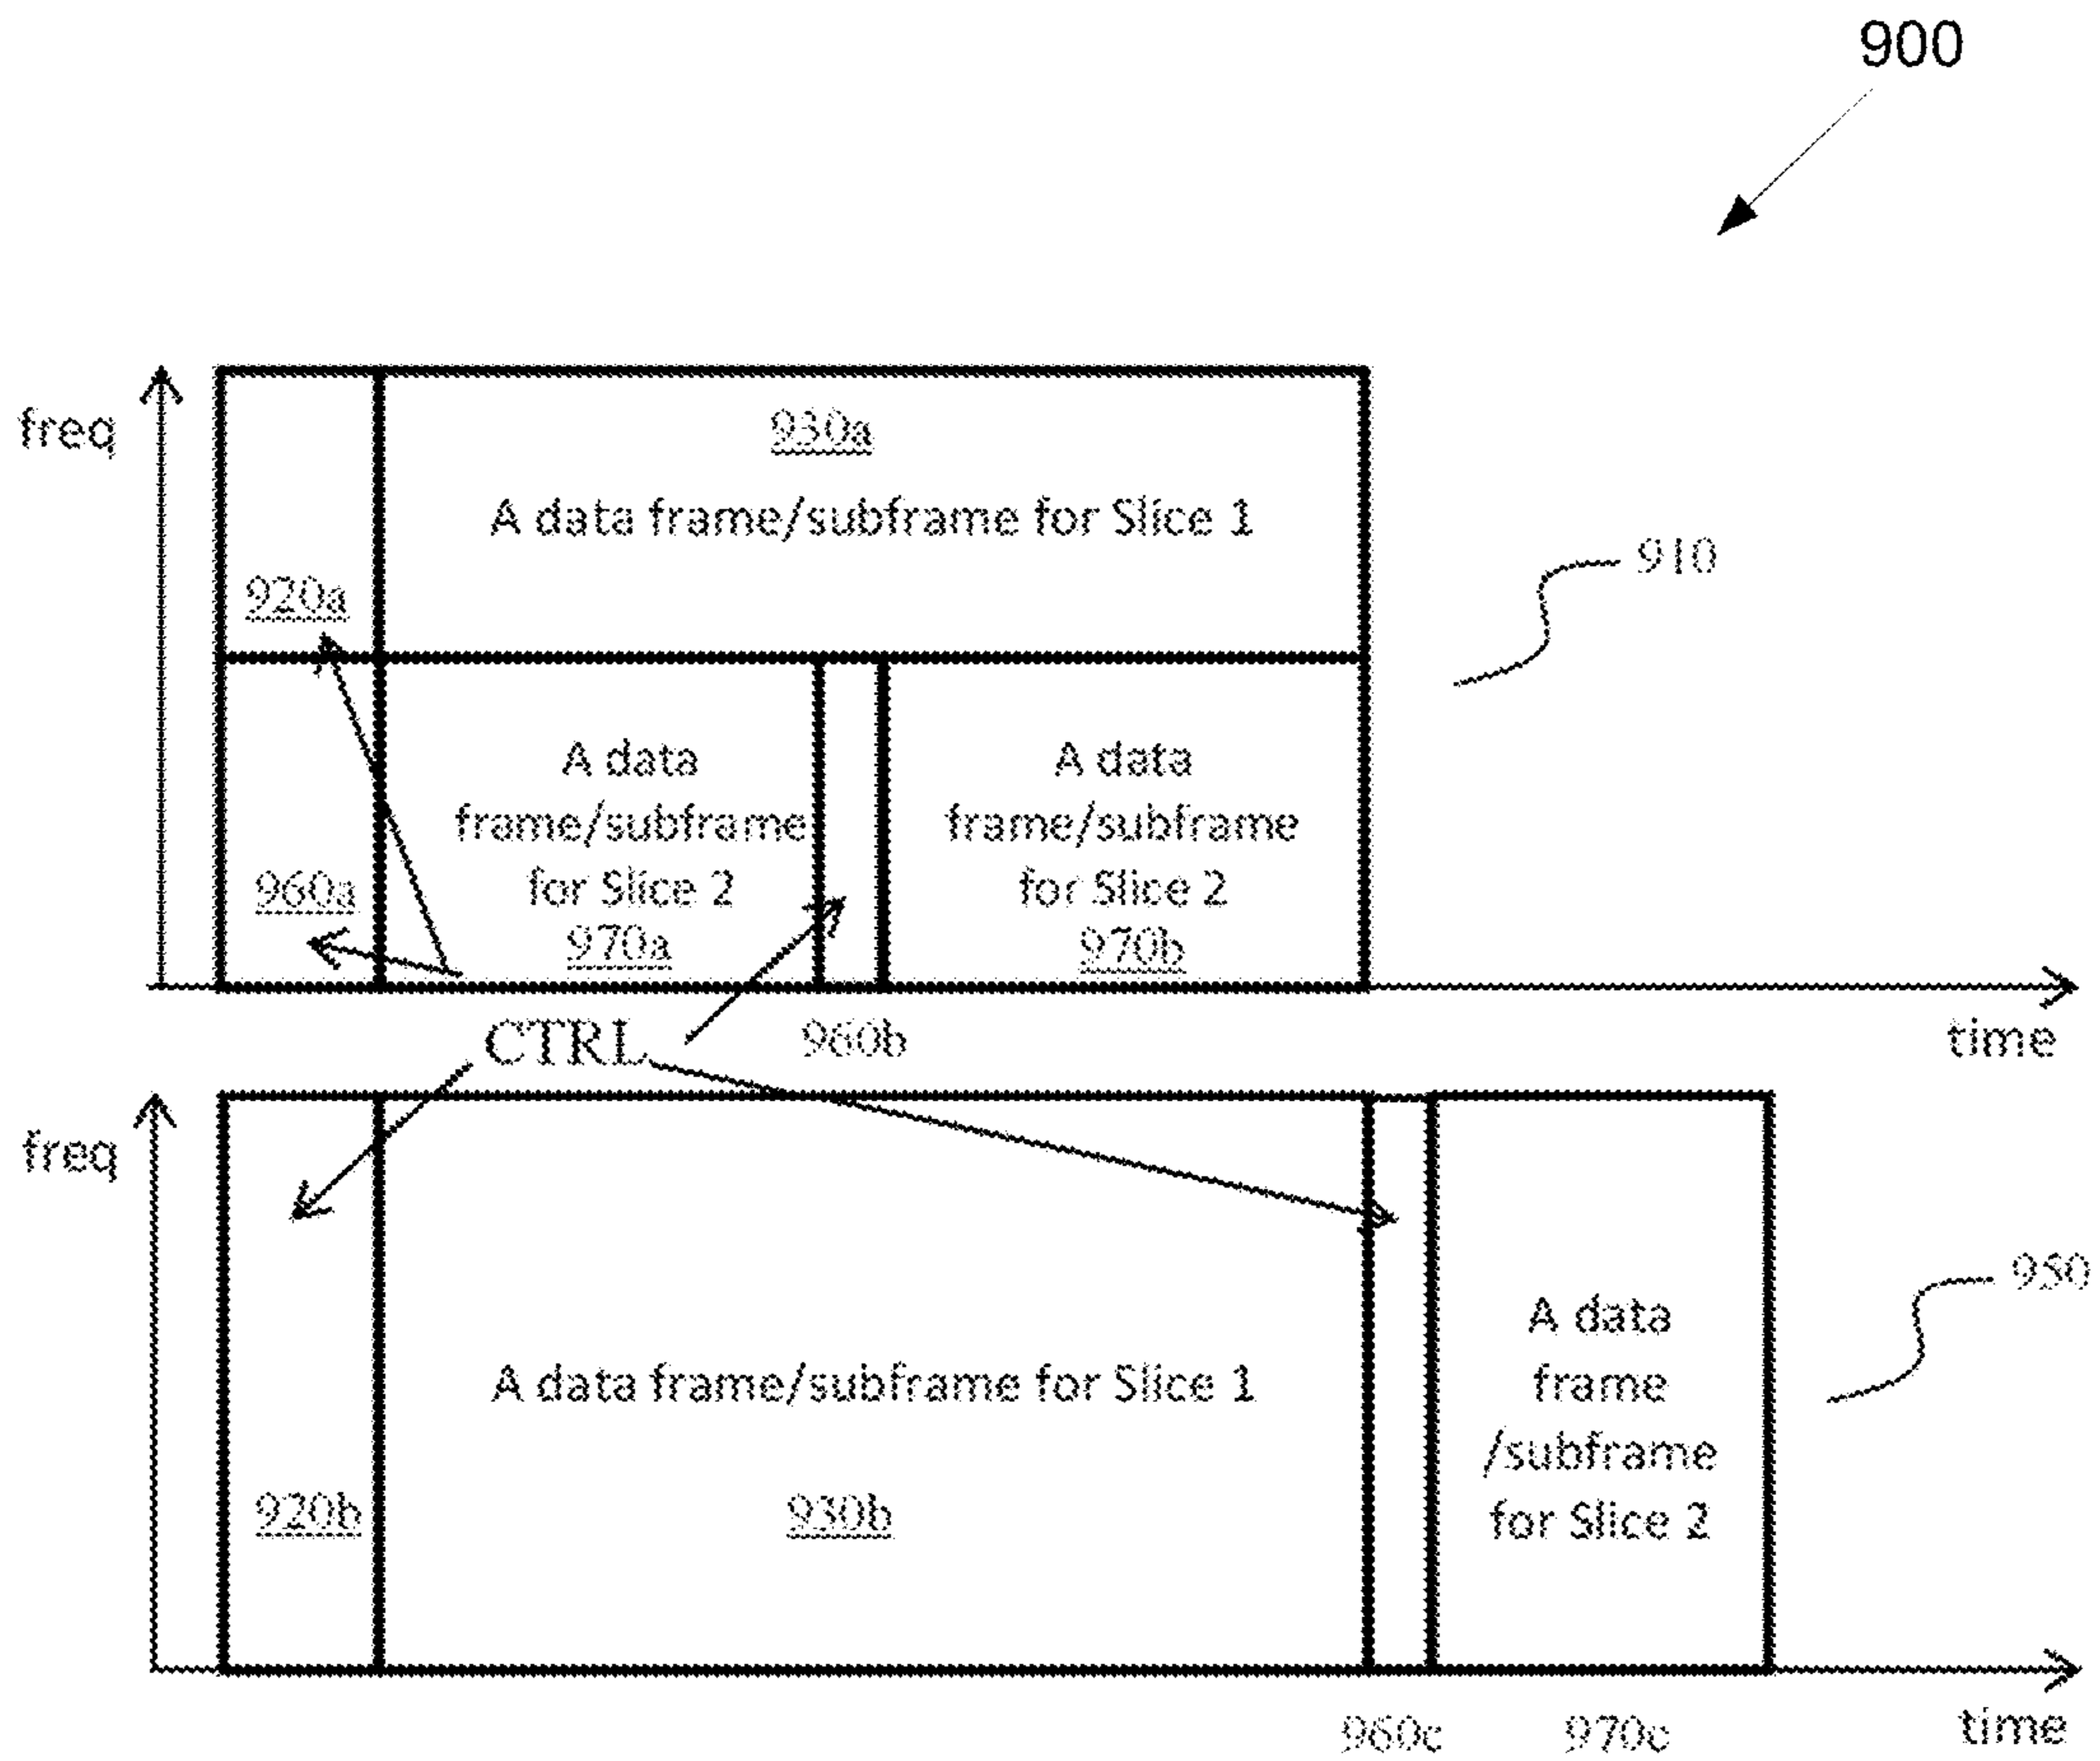 900
freq
930a
A data frame/subframe for Slice 1
910
920a
A data
frame/subframe
for Slice 2
970a
A data
frame/subframe
for Slice 2
970b
960a
CTRL
960b
time
freq
950
A data frame/subframe for Slice 1
A data
frame
/subframe
for Slice 2
920b
930b
960c
970c
time